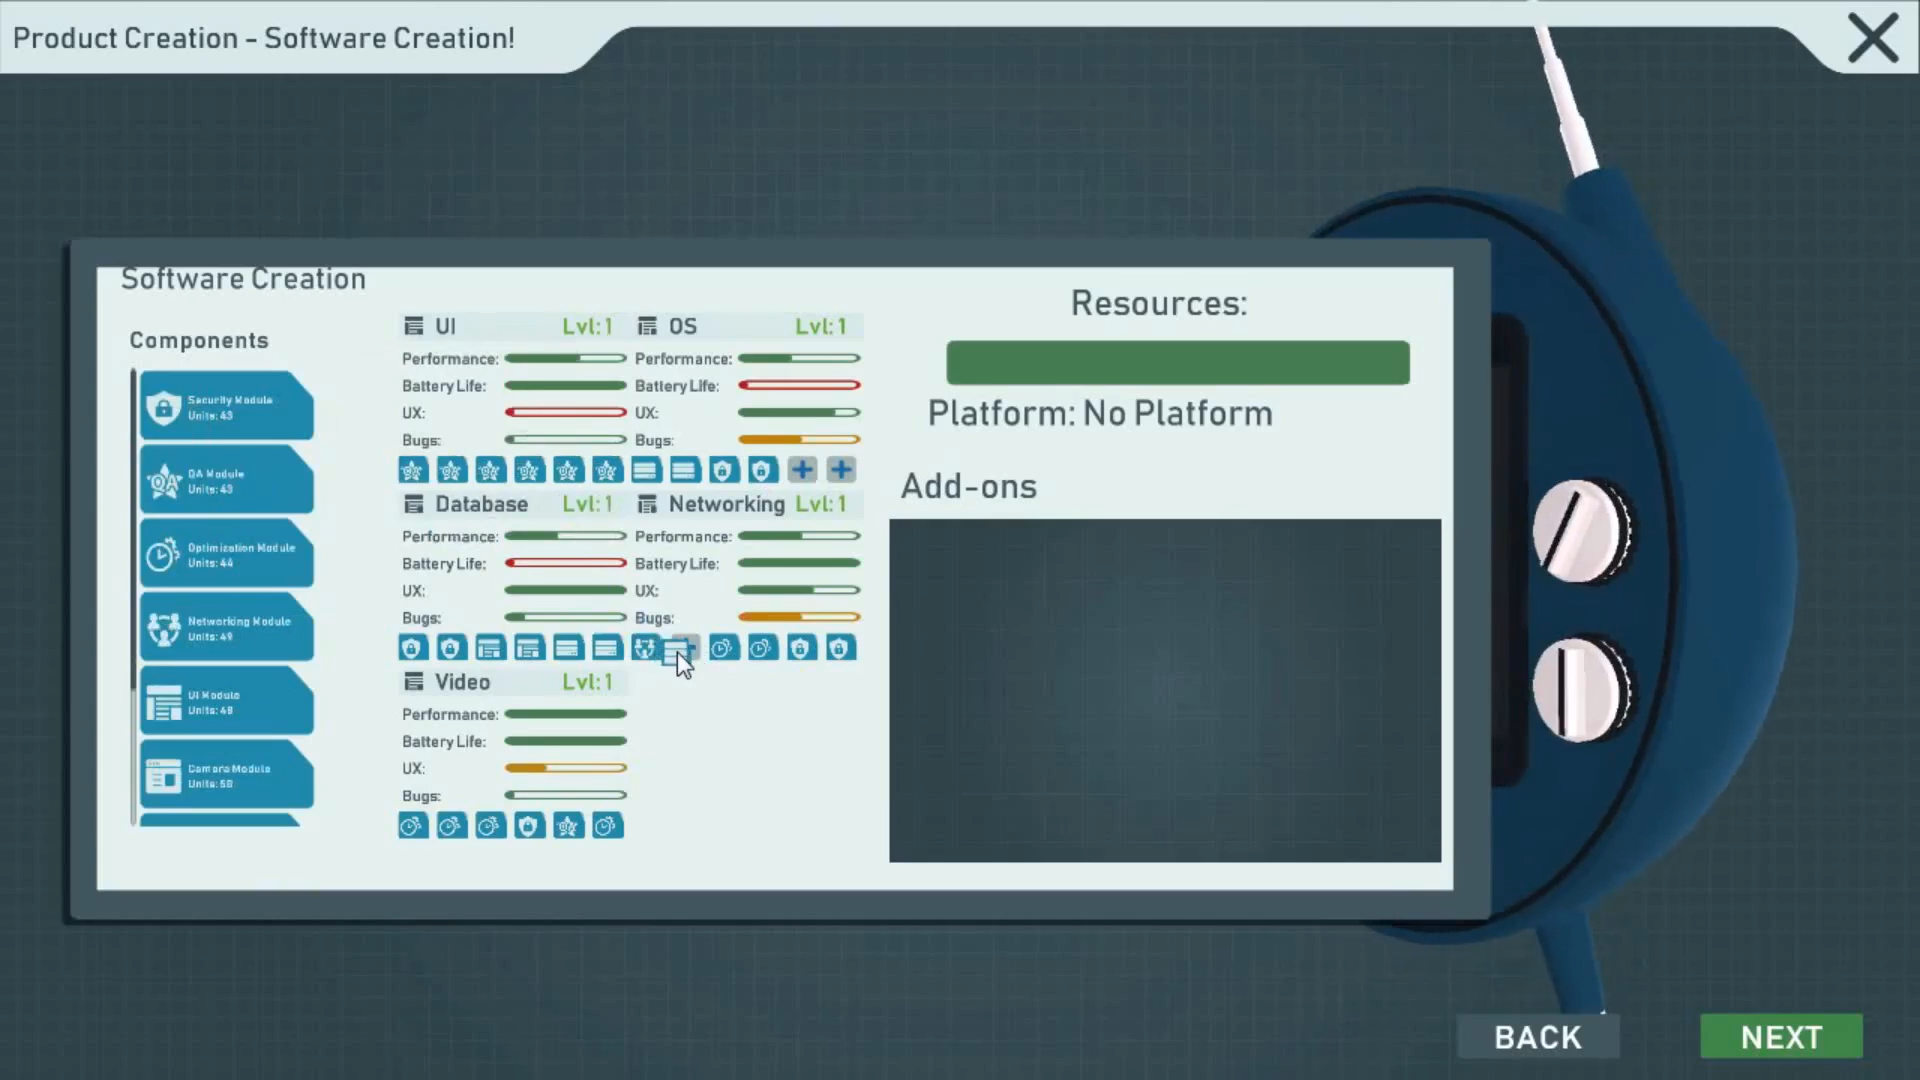 Product Creation - Software Creation!
Software Creation
Components
Security Module
Units: 43
QA Module
Units: 43
Optimization Module
Units: 44
Networking Module
Units: 49
UI Module
Units: 48
Camera Module
Units: 50
UI Lvl: 1
Performance:
Battery Life:
UX:
Bugs:
OS Lvl: 1
Performance:
Battery Life:
UX:
Bugs:
Database Lvl: 1
Performance:
Battery Life:
UX:
Bugs:
Networking Lvl: 1
Performance:
Battery Life:
UX:
Bugs:
Video Lvl: 1
Performance:
Battery Life:
UX:
Bugs:
Resources:
Platform: No Platform
Add-ons
BACK
NEXT